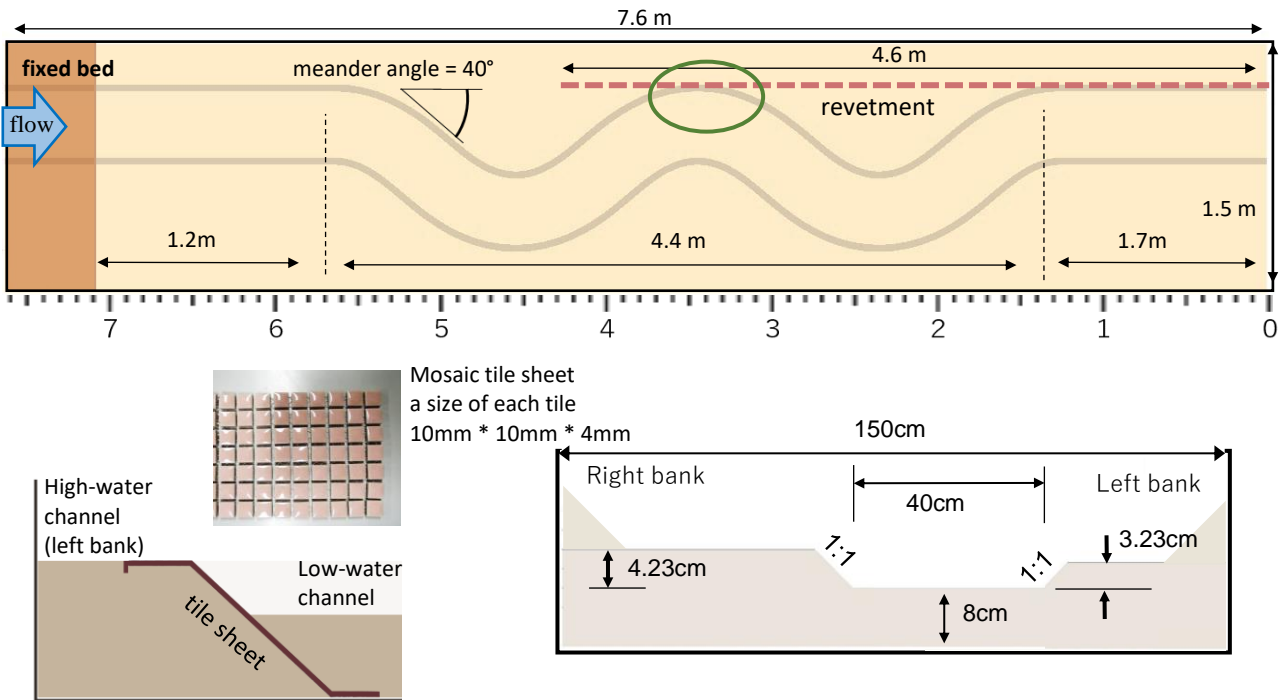 7.6 m
fixed bed
meander angle = 40°
4.6 m
revetment
flow
1.5 m
1.2m
4.4 m
1.7m
7 6 5 4 3 2 1 0
Mosaic tile sheet
a size of each tile
10mm * 10mm * 4mm
High-water
channel
(left bank)
Low-water
channel
tile sheet
150cm
Right bank
Left bank
40cm
1:1
1:1
3.23cm
4.23cm
8cm